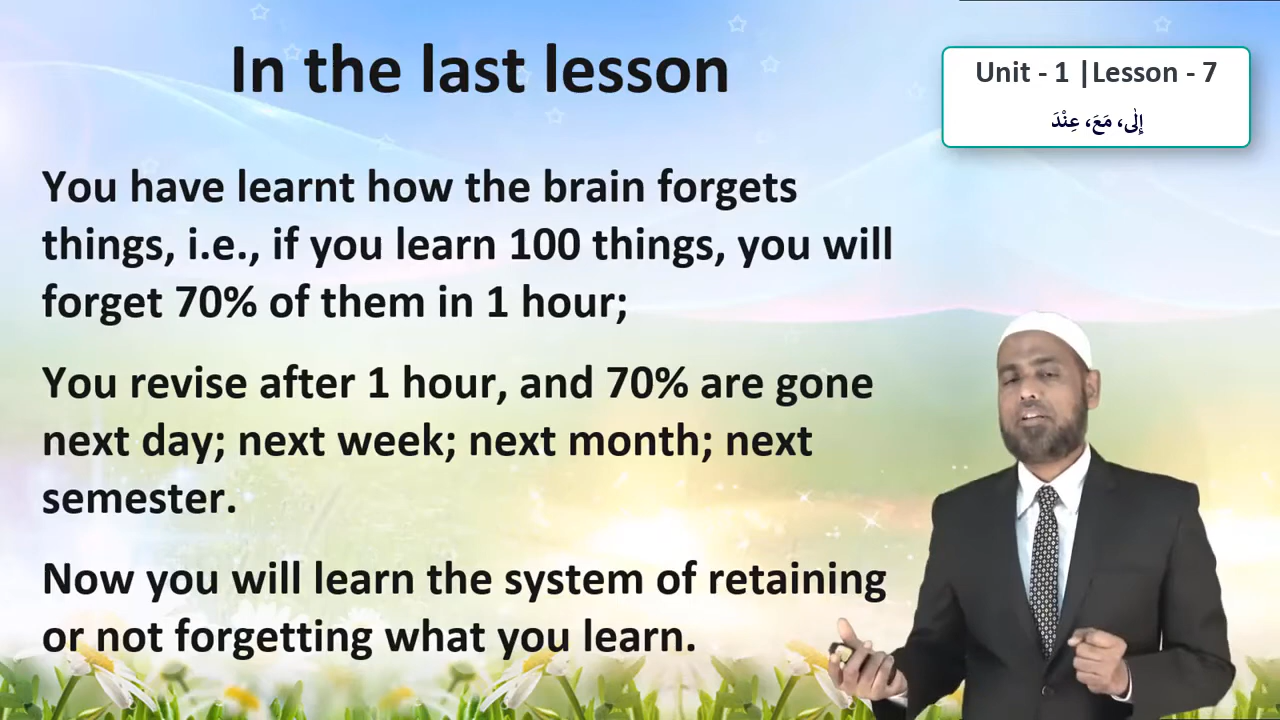 In the last lesson
Unit - 1 |Lesson - 7
إِلٰى، مَعَ، عِنْدَ
You have learnt how the brain forgets
things, i.e., if you learn 100 things, you will
forget 70% of them in 1 hour;
You revise after 1 hour, and 70% are gone
next day; next week; next month; next
semester.
Now you will learn the system of retaining
or not forgetting what you learn.